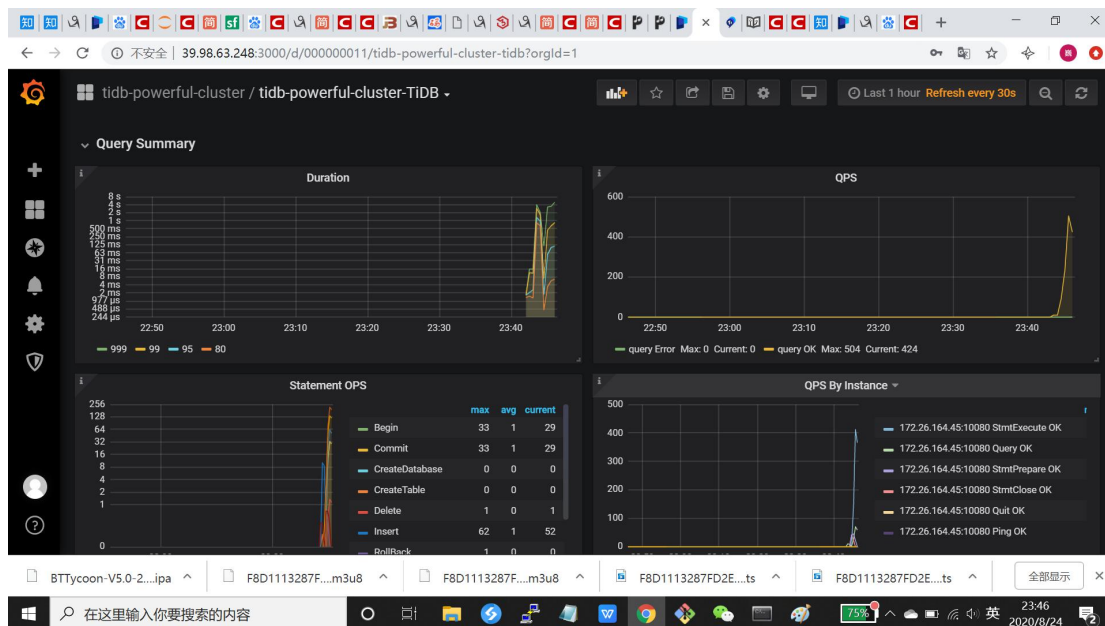 不安全 | 39.98.63.248:3000/d/000000011/tidb-powerful-cluster-tidb?orgId=1
tidb-powerful-cluster / tidb-powerful-cluster-TiDB
Last 1 hour Refresh every 30s
Query Summary
Duration
8 s
4 s
2 s
1 s
500 ms
250 ms
125 ms
63 ms
31 ms
16 ms
8 ms
4 ms
2 ms
977 µs
488 µs
244 µs
22:50 23:00 23:10 23:20 23:30 23:40
999 99 95 80
QPS
600
400
200
0
22:50 23:00 23:10 23:20 23:30 23:40
query Error Max: 0 Current: 0 query OK Max: 504 Current: 424
Statement OPS
256
128
64
32
16
8
4
2
1
0
max avg current
Begin 33 1 29
Commit 33 1 29
CreateDatabase 0 0 0
CreateTable 0 0 0
Delete 1 0 1
Insert 62 1 52
RollBack 1 0 0
QPS By Instance
500
400
300
200
100
0
172.26.164.45:10080 StmtExecute OK
172.26.164.45:10080 Query OK
172.26.164.45:10080 StmtPrepare OK
172.26.164.45:10080 StmtClose OK
172.26.164.45:10080 Quit OK
172.26.164.45:10080 Ping OK
BTTycoon-V5.0-2....ipa F8D1113287F....m3u8 F8D1113287F....m3u8 F8D1113287FD2E....ts F8D1113287FD2E....ts 全部显示
在这里输入你要搜索的内容
75%
英
23:46
2020/8/24